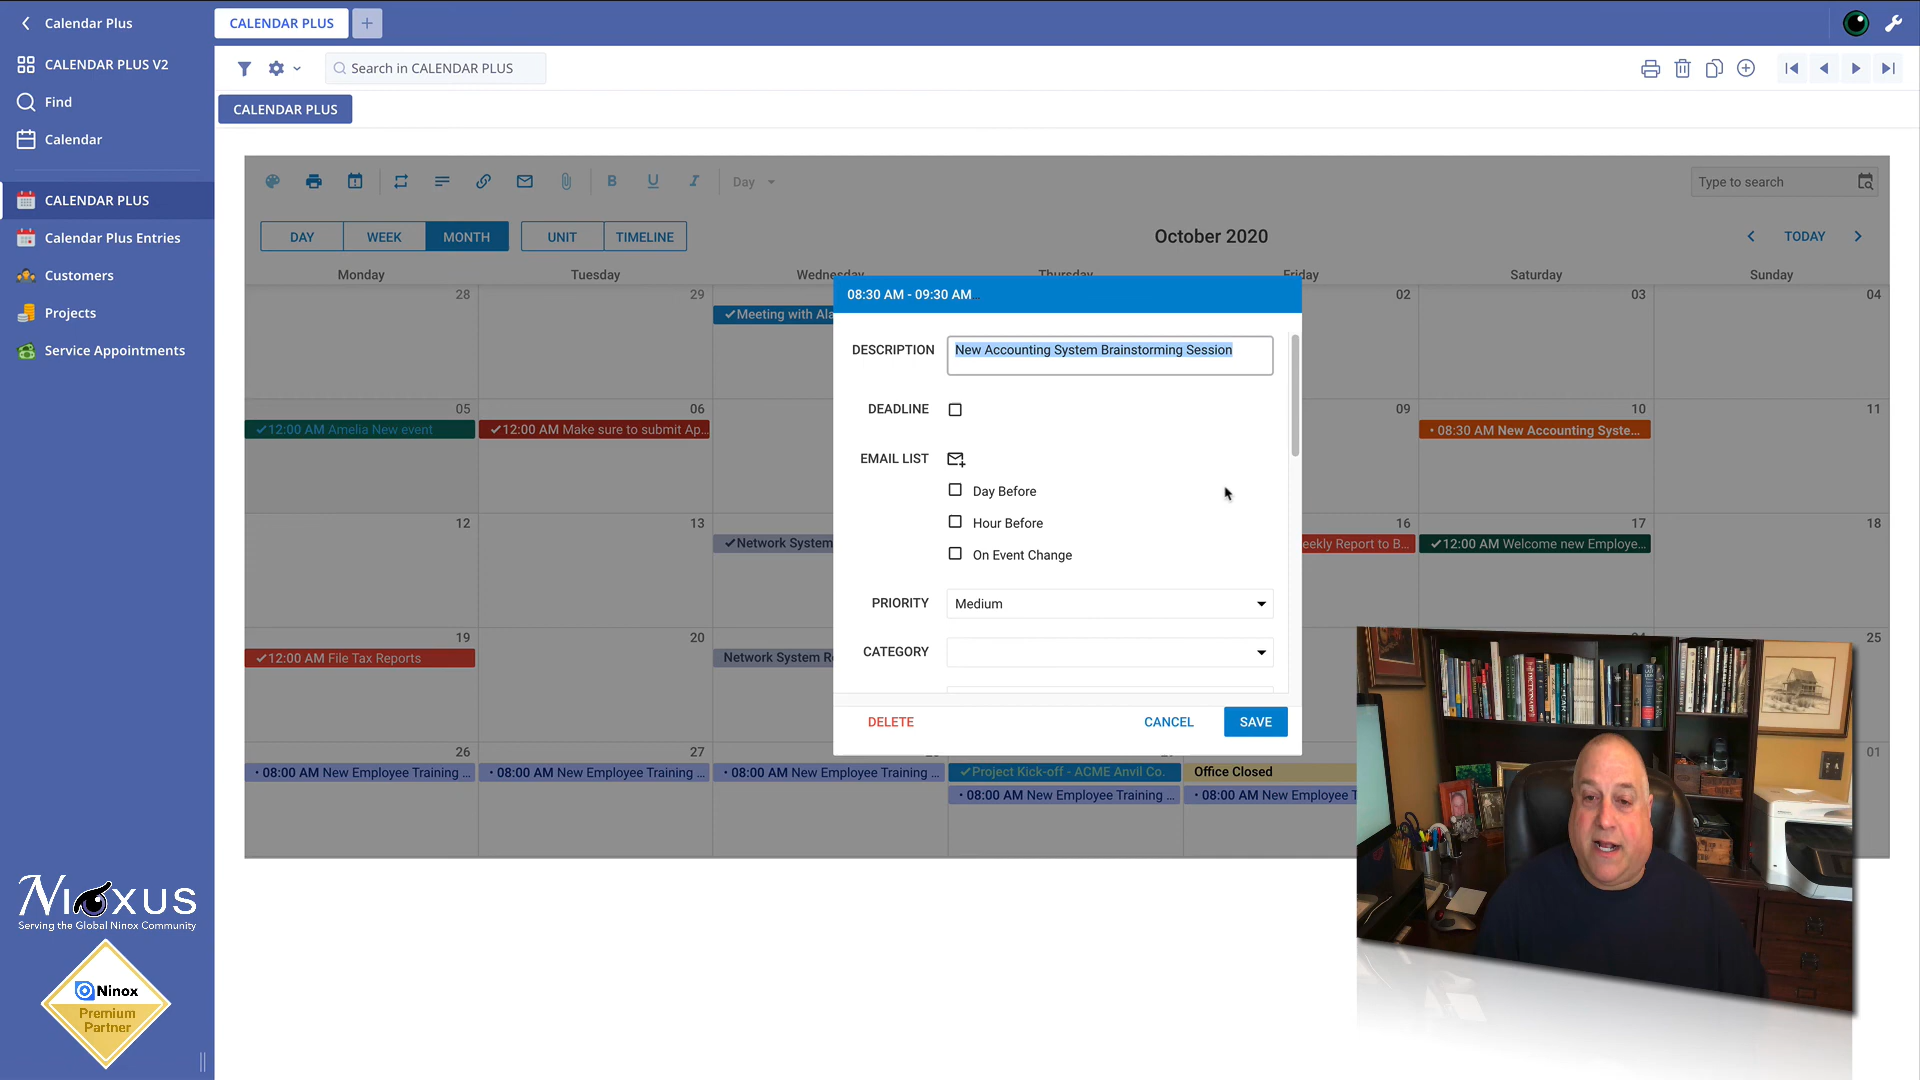 Calendar Plus
CALENDAR PLUS
+
CALENDAR PLUS V2
Search in CALENDAR PLUS
Find
CALENDAR PLUS
Calendar
CALENDAR PLUS
Calendar Plus Entries
Customers
Projects
Service Appointments
B U I
Day
Type to search
DAY WEEK MONTH UNIT TIMELINE
October 2020
TODAY
Monday Tuesday Wednesday Thursday Friday Saturday Sunday
28 29 02 03 04
Meeting with Ala
05 06 09 10 11
12:00 AM Amelia New event
12:00 AM Make sure to submit Ap...
08:30 AM New Accounting Syste...
12 13 16 17 18
Network System
eekly Report to B...
12:00 AM Welcome new Employe...
19 20 25
12:00 AM File Tax Reports
Network System R
26 27 01
08:00 AM New Employee Training ...
08:00 AM New Employee Training ...
08:00 AM New Employee Training ...
Project Kick-off - ACME Anvil Co.
Office Closed
08:00 AM New Employee Training ...
08:00 AM New Employee T
08:30 AM - 09:30 AM
DESCRIPTION
New Accounting System Brainstorming Session
DEADLINE
EMAIL LIST
Day Before
Hour Before
On Event Change
PRIORITY
Medium
CATEGORY
DELETE
CANCEL
SAVE
Nioxus
Serving the Global Ninox Community
Ninox
Premium
Partner